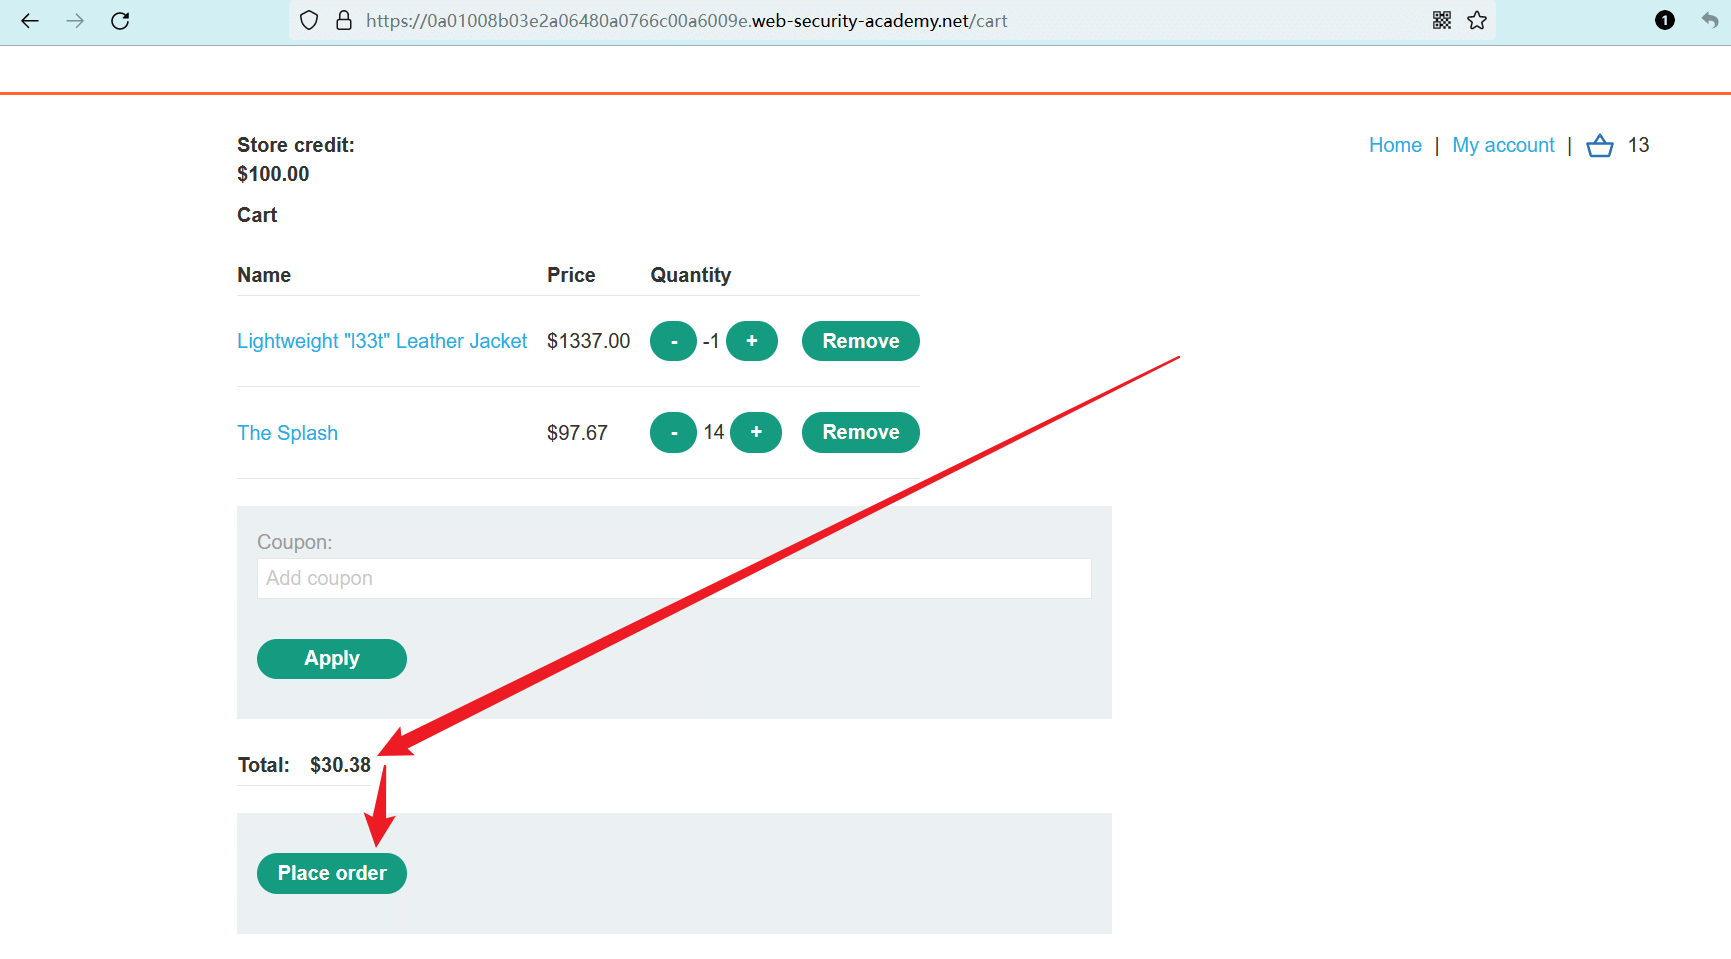 https://0a01008b03e2a06480a0766c00a6009e.web-security-academy.net/cart
1
Store credit:
$100.00
Home | My account | 13
Cart
Name Price Quantity
Lightweight "l33t" Leather Jacket $1337.00 - -1 + Remove
The Splash $97.67 - 14 + Remove
Coupon:
Add coupon
Apply
Total: $30.38
Place order